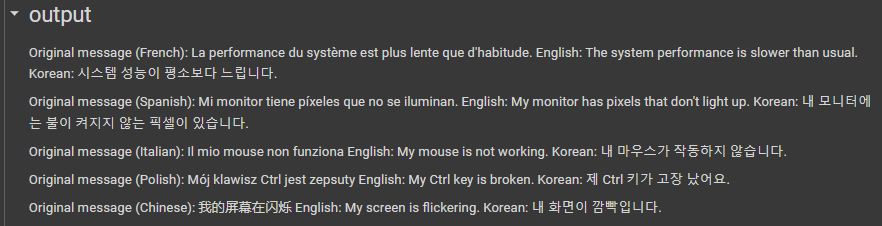 output
Original message (French): La performance du système est plus lente que d'habitude. English: The system performance is slower than usual.
Korean: 시스템 성능이 평소보다 느립니다.
Original message (Spanish): Mi monitor tiene píxeles que no se iluminan. English: My monitor has pixels that don't light up. Korean: 내 모니터에
는 불이 켜지지 않는 픽셀이 있습니다.
Original message (Italian): Il mio mouse non funziona English: My mouse is not working. Korean: 내 마우스가 작동하지 않습니다.
Original message (Polish): Mój klawisz Ctrl jest zepsuty English: My Ctrl key is broken. Korean: 제 Ctrl 키가 고장 났어요.
Original message (Chinese): 我的屏幕在闪烁 English: My screen is flickering. Korean: 내 화면이 깜빡입니다.